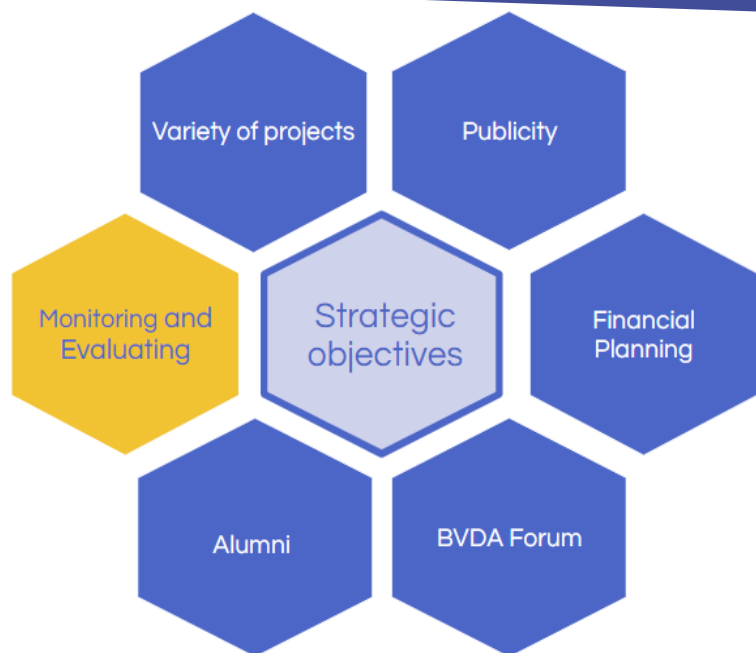 Variety of projects
Publicity
Monitoring and
Evaluating
Strategic
objectives
Financial
Planning
Alumni
BVDA Forum